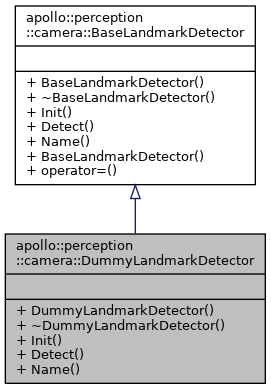 apollo::perception
::camera::BaseLandmarkDetector
+ BaseLandmarkDetector()
+ ~BaseLandmarkDetector()
+ Init()
+ Detect()
+ Name()
+ BaseLandmarkDetector()
+ operator=()
apollo::perception
::camera::DummyLandmarkDetector
+ DummyLandmarkDetector()
+ ~DummyLandmarkDetector()
+ Init()
+ Detect()
+ Name()